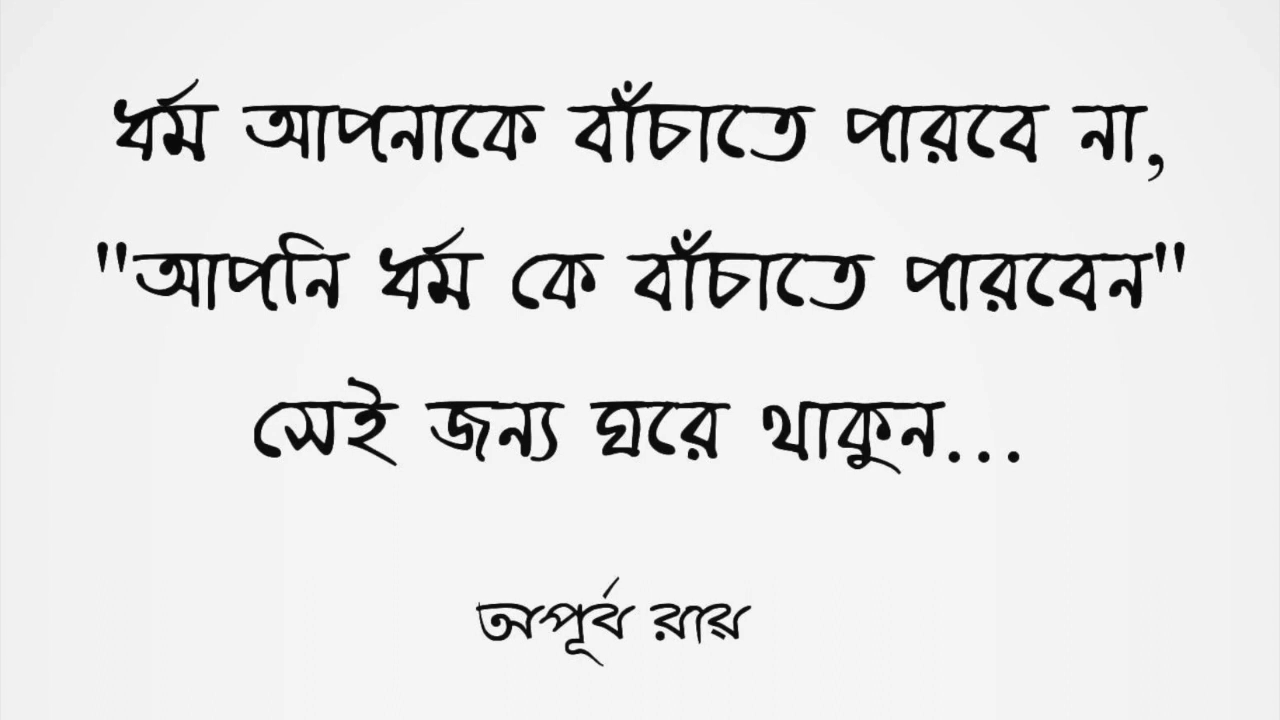 ধর্ম আপনাকে বাঁচাতে পারবে না,
"আপনি ধর্ম কে বাঁচাতে পারবেন"
সেই জন্য ঘরে থাকুন...
অপূর্ব রায়